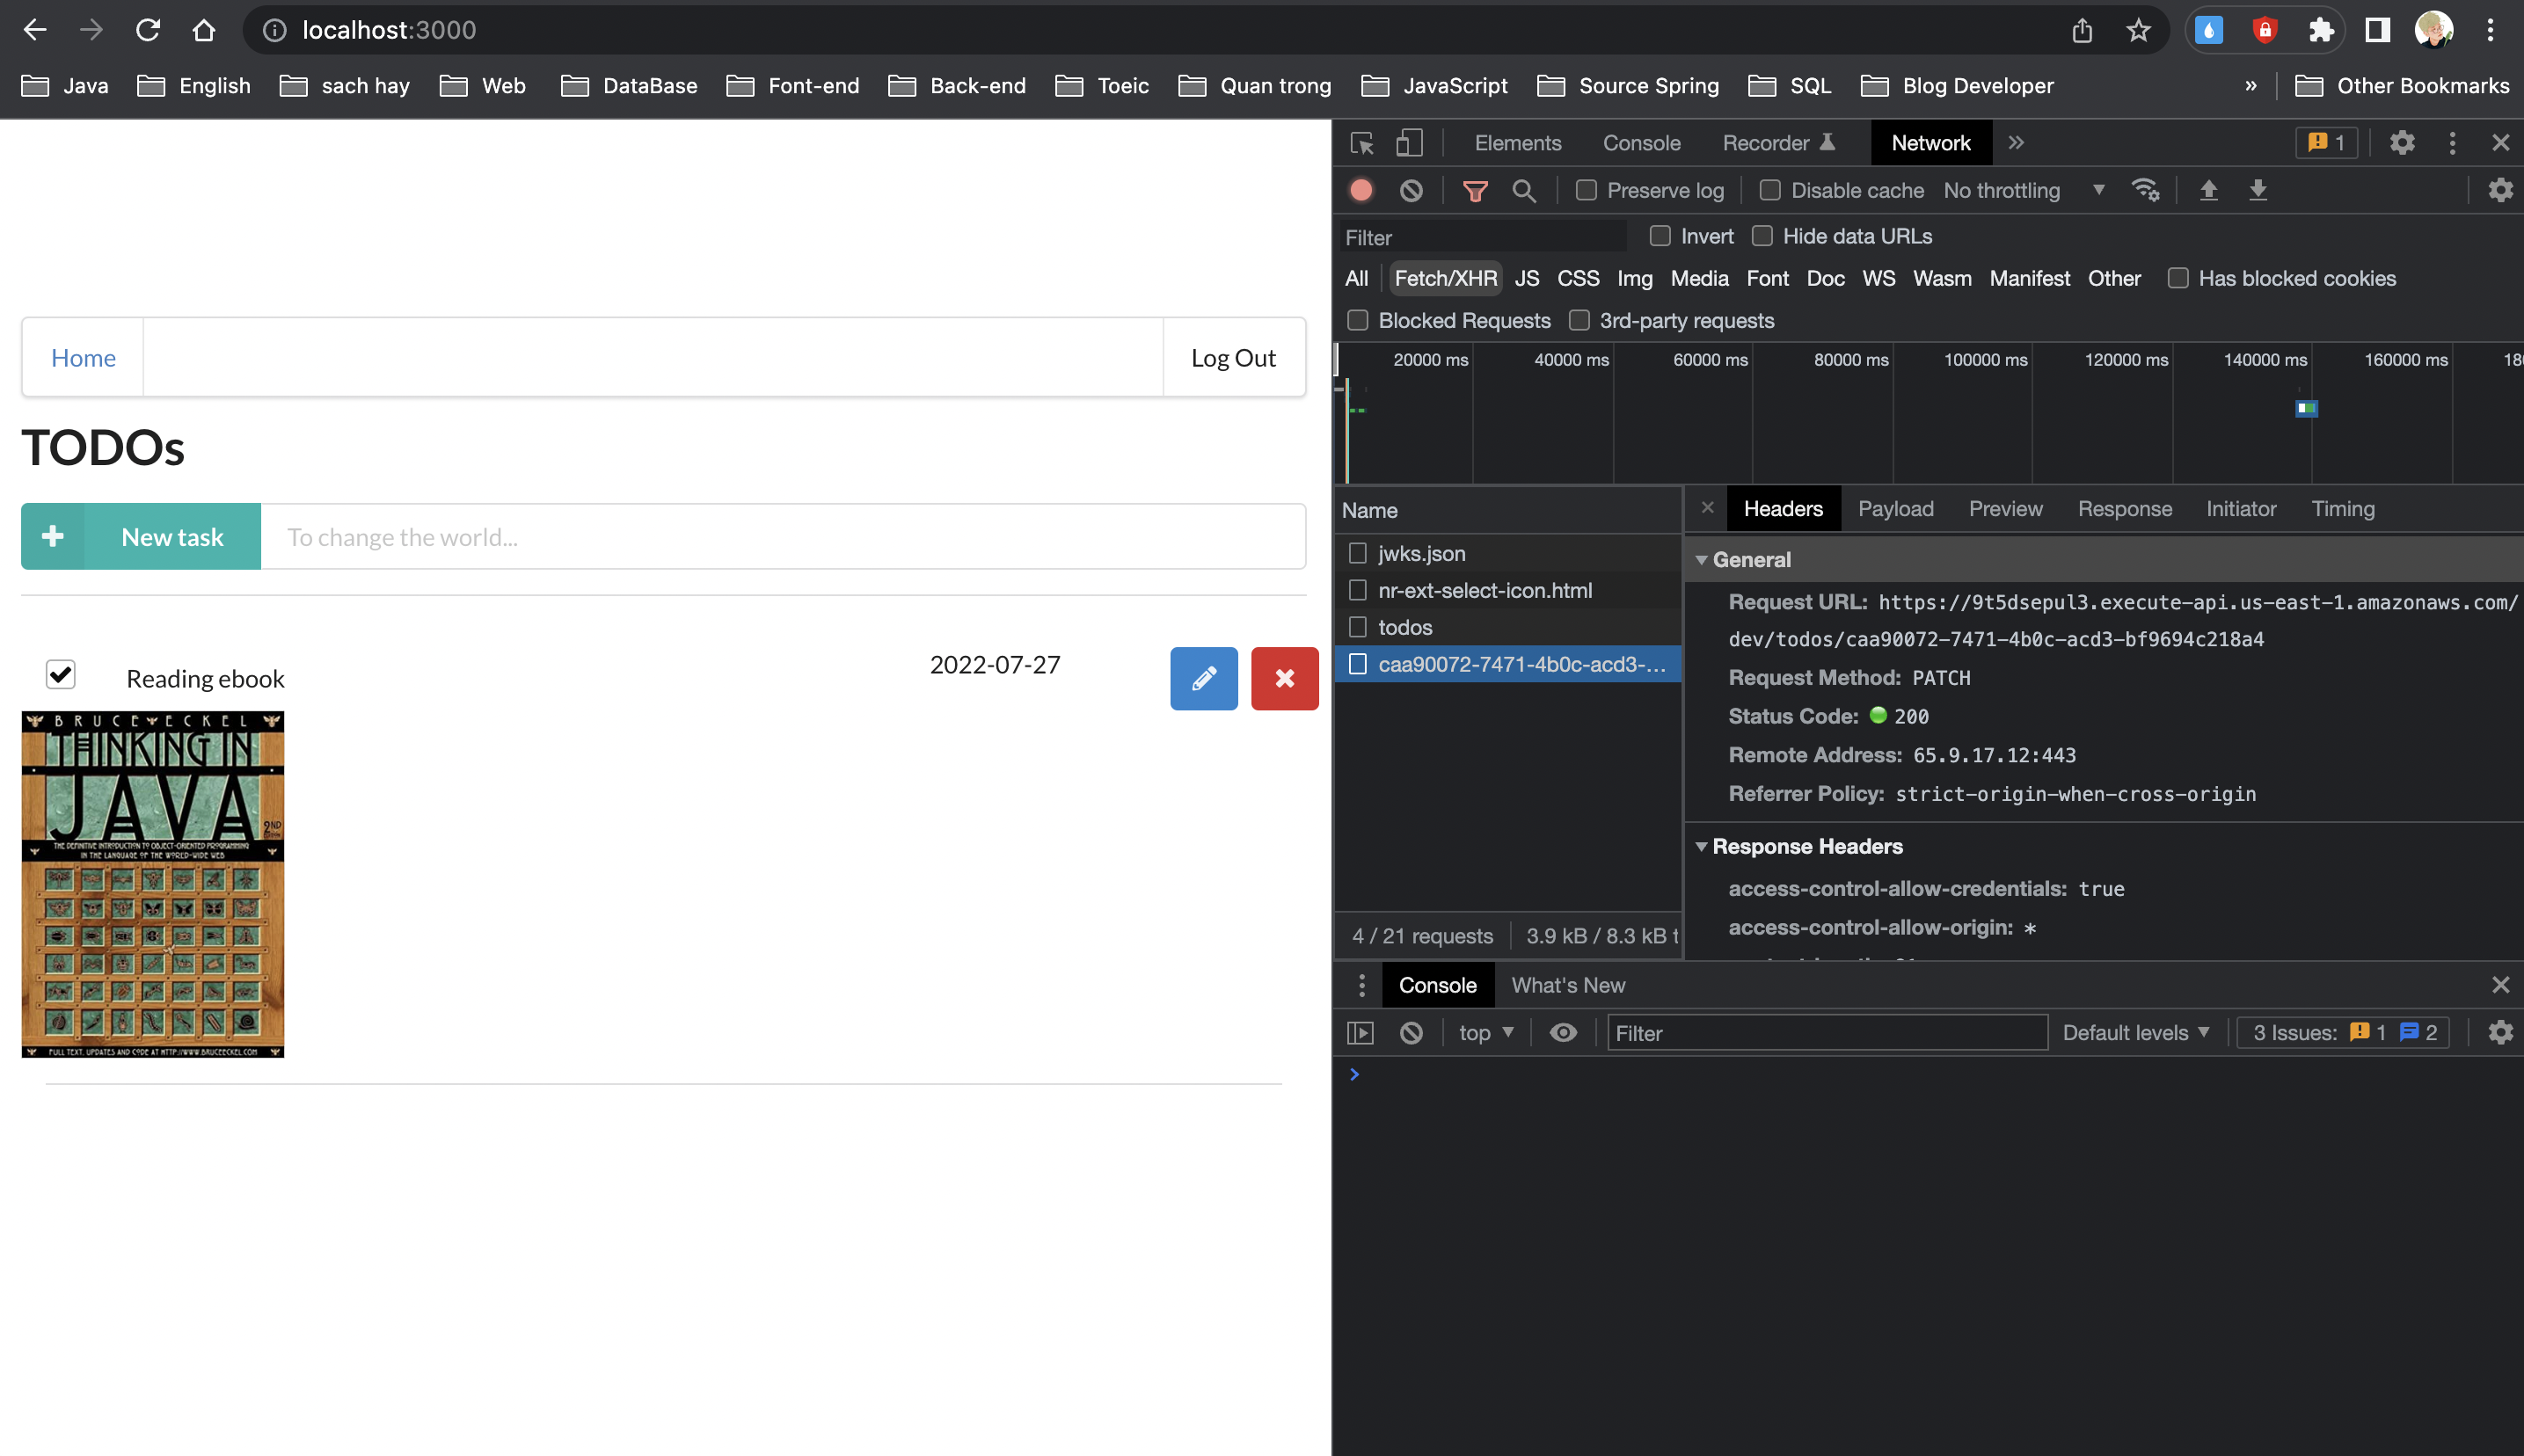 localhost:3000
Java English sach hay Web DataBase Font-end Back-end Toeic Quan trong JavaScript Source Spring SQL Blog Developer » Other Bookmarks
Home Log Out
TODOs
New task To change the world...
Reading ebook 2022-07-27
BRUCE ECKEL
THINKING IN
JAVA
2ND
THE DEFINITIVE INTRODUCTION TO OBJECT-ORIENTED PROGRAMMING
IN THE LANGUAGE OF THE WORLD-WIDE WEB
FULL TEXT, UPDATES AND CODE AT HTTP://WWW.BRUCEECKEL.COM
Elements Console Recorder Network » 1
Preserve log Disable cache No throttling
Filter Invert Hide data URLs
All Fetch/XHR JS CSS Img Media Font Doc WS Wasm Manifest Other Has blocked cookies
Blocked Requests 3rd-party requests
20000 ms 40000 ms 60000 ms 80000 ms 100000 ms 120000 ms 140000 ms 160000 ms 18
Name
jwks.json
nr-ext-select-icon.html
todos
caa90072-7471-4b0c-acd3-...
4 / 21 requests 3.9 kB / 8.3 kB t
Headers Payload Preview Response Initiator Timing
General
Request URL: https://9t5dsepul3.execute-api.us-east-1.amazonaws.com/
dev/todos/caa90072-7471-4b0c-acd3-bf9694c218a4
Request Method: PATCH
Status Code: 200
Remote Address: 65.9.17.12:443
Referrer Policy: strict-origin-when-cross-origin
Response Headers
access-control-allow-credentials: true
access-control-allow-origin: *
Console What's New
top Filter Default levels 3 Issues: 1 2